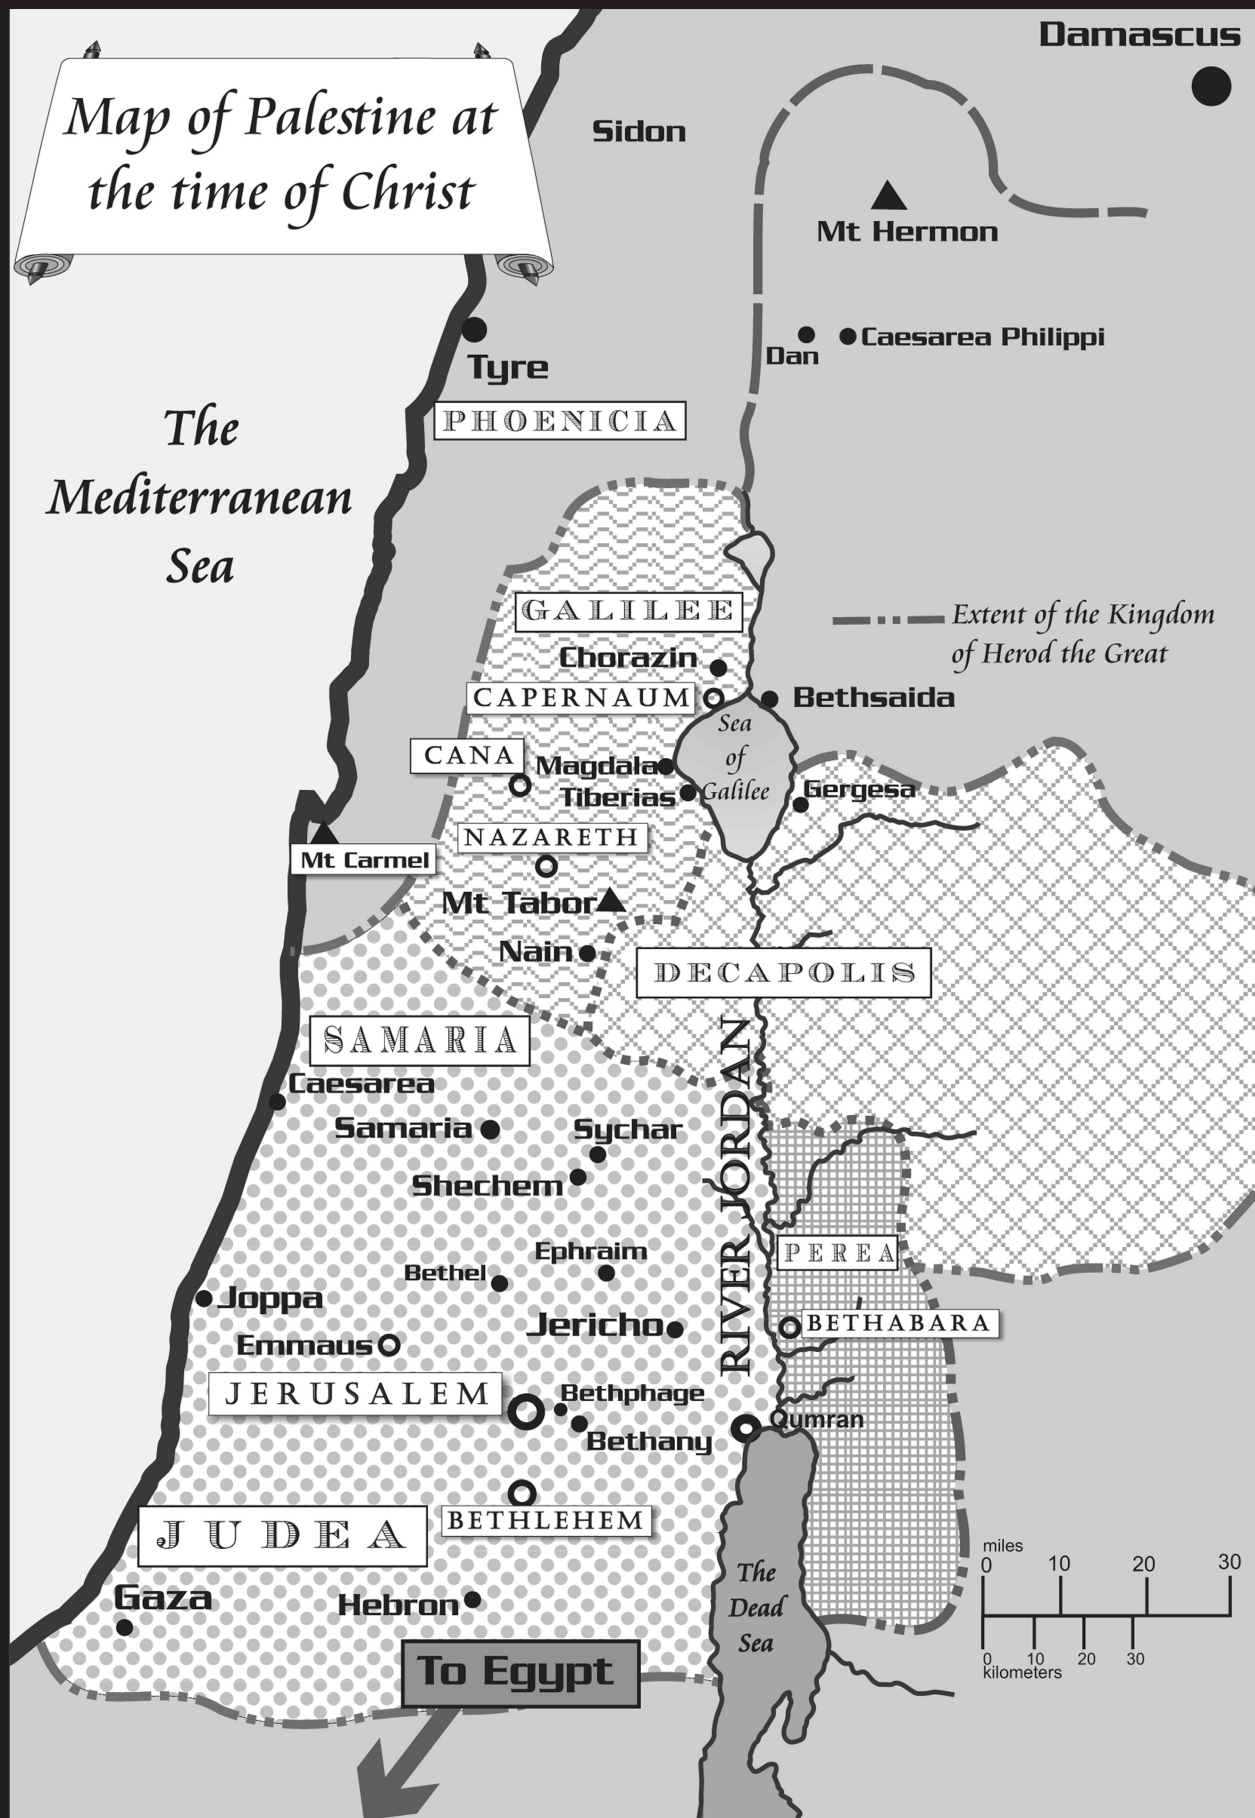 Damascus
Map of Palestine at
the time of Christ
Sidon
Mt Hermon
Dan
Caesarea Philippi
Tyre
PHOENICIA
The
Mediterranean
Sea
GALILEE
Extent of the Kingdom
of Herod the Great
Chorazin
CAPERNAUM
Bethsaida
Sea
of
Galilee
CANA
Magdala
Tiberias
Gergesa
NAZARETH
Mt Carmel
Mt Tabor
Nain
DECAPOLIS
SAMARIA
Caesarea
Samaria
Sychar
Shechem
RIVER JORDAN
Ephraim
Bethel
PEREA
Joppa
Jericho
BETHABARA
Emmaus
JERUSALEM
Bethphage
Bethany
Qumran
BETHLEHEM
JUDEA
Gaza
Hebron
The
Dead
Sea
To Egypt
miles
0 10 20 30
0 10 20 30
kilometers